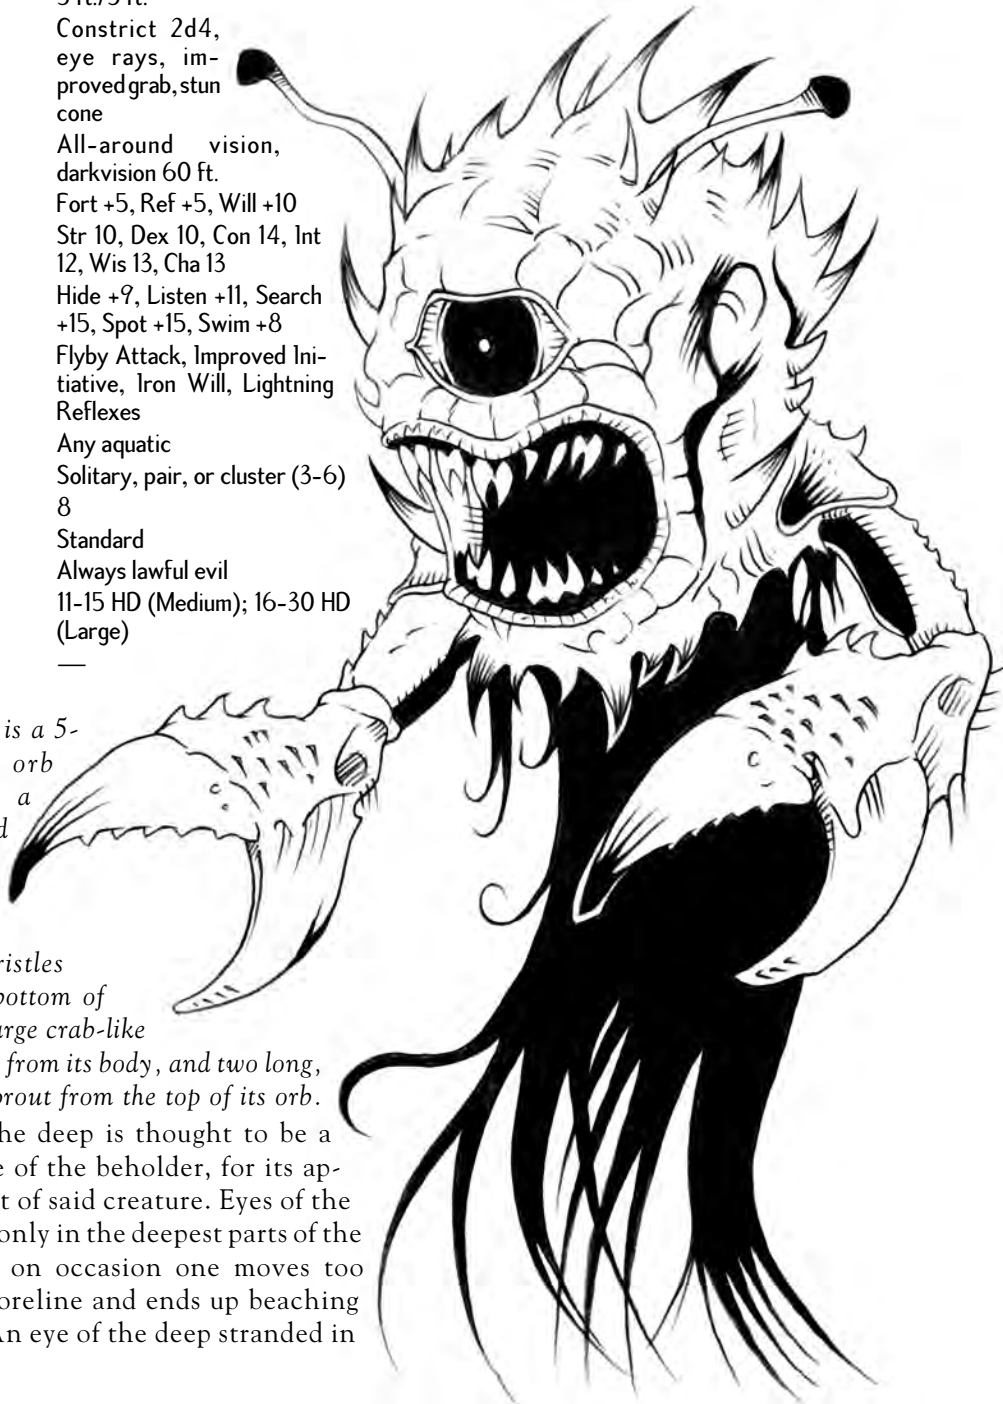 Constrict 2d4,
eye rays, im-
proved grab, stun
cone
All-around vision,
darkvision 60 ft.
Fort +5, Ref +5, Will +10
Str 10, Dex 10, Con 14, Int
12, Wis 13, Cha 13
Hide +9, Listen +11, Search
+15, Spot +15, Swim +8
Flyby Attack, Improved Ini-
tiative, Iron Will, Lightning
Reflexes
Any aquatic
Solitary, pair, or cluster (3-6)
8
Standard
Always lawful evil
11-15 HD (Medium); 16-30 HD
(Large)
—
is a 5-
orb
a
ristles
bottom of
arge crab-like
from its body, and two long,
prout from the top of its orb.
he deep is thought to be a
e of the beholder, for its ap-
t of said creature. Eyes of the
only in the deepest parts of the
on occasion one moves too
oreline and ends up beaching
An eye of the deep stranded in